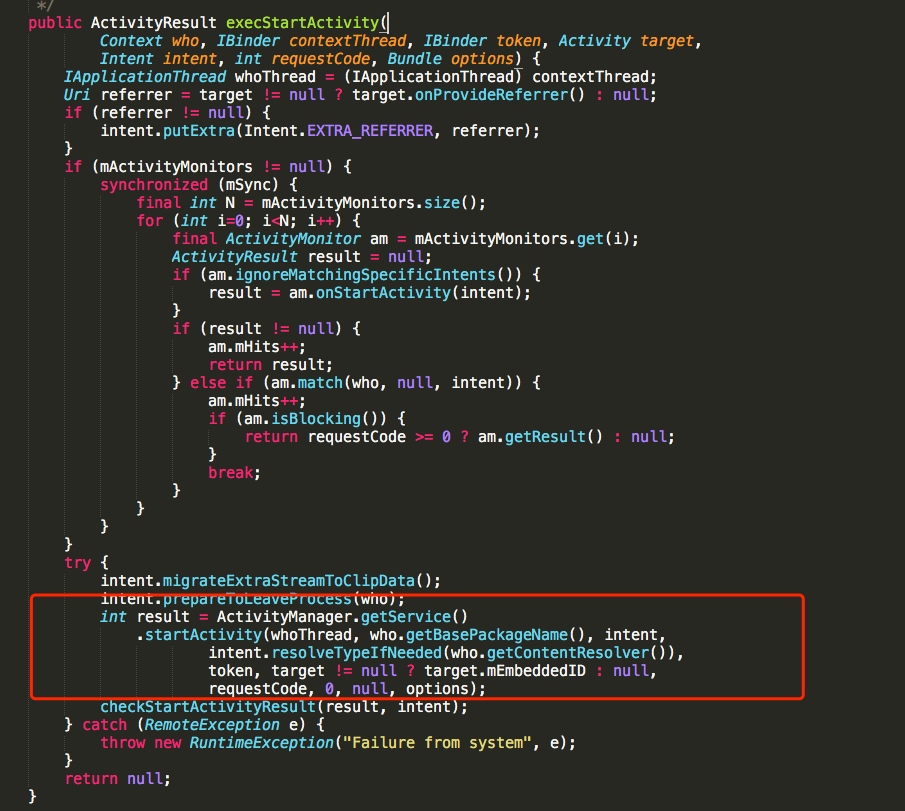 */
public ActivityResult execStartActivity(
        Context who, IBinder contextThread, IBinder token, Activity target,
        Intent intent, int requestCode, Bundle options) {
    IApplicationThread whoThread = (IApplicationThread) contextThread;
    Uri referrer = target != null ? target.onProvideReferrer() : null;
    if (referrer != null) {
        intent.putExtra(Intent.EXTRA_REFERRER, referrer);
    }
    if (mActivityMonitors != null) {
        synchronized (mSync) {
            final int N = mActivityMonitors.size();
            for (int i=0; i<N; i++) {
                final ActivityMonitor am = mActivityMonitors.get(i);
                ActivityResult result = null;
                if (am.ignoreMatchingSpecificIntents()) {
                    result = am.onStartActivity(intent);
                }
                if (result != null) {
                    am.mHits++;
                    return result;
                } else if (am.match(who, null, intent)) {
                    am.mHits++;
                    if (am.isBlocking()) {
                        return requestCode >= 0 ? am.getResult() : null;
                    }
                    break;
                }
            }
        }
    }
    try {
        intent.migrateExtraStreamToClipData();
        intent.prepareToLeaveProcess(who);
        int result = ActivityManager.getService()
            .startActivity(whoThread, who.getBasePackageName(), intent,
                    intent.resolveTypeIfNeeded(who.getContentResolver()),
                    token, target != null ? target.mEmbeddedID : null,
                    requestCode, 0, null, options);
        checkStartActivityResult(result, intent);
    } catch (RemoteException e) {
        throw new RuntimeException("Failure from system", e);
    }
    return null;
}